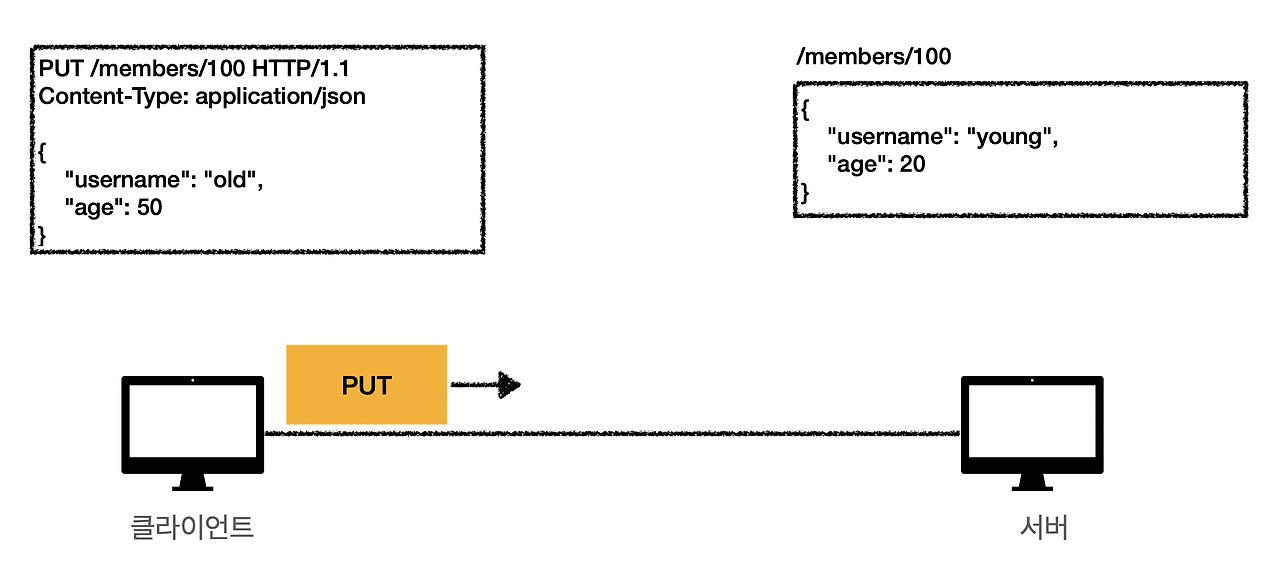 PUT /members/100 HTTP/1.1
Content-Type: application/json
{
"username": "old",
"age": 50
}
/members/100
{
"username": "young",
"age": 20
}
PUT
클라이언트
서버